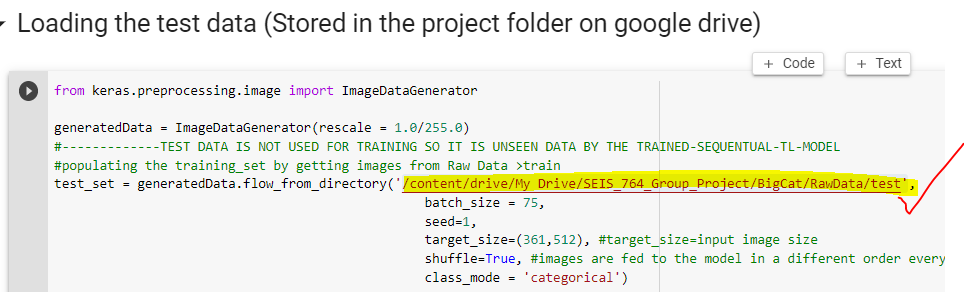 Loading the test data (Stored in the project folder on google drive)
+ Code + Text
from keras.preprocessing.image import ImageDataGenerator
generatedData = ImageDataGenerator(rescale = 1.0/255.0)
#-------------TEST DATA IS NOT USED FOR TRAINING SO IT IS UNSEEN DATA BY THE TRAINED-SEQUENTUAL-TL-MODEL
#populating the training_set by getting images from Raw Data >train
test_set = generatedData.flow_from_directory('/content/drive/My Drive/SEIS_764_Group_Project/BigCat/RawData/test',
batch_size = 75,
seed=1,
target_size=(361,512), #target_size=input image size
shuffle=True, #images are fed to the model in a different order every
class_mode = 'categorical')